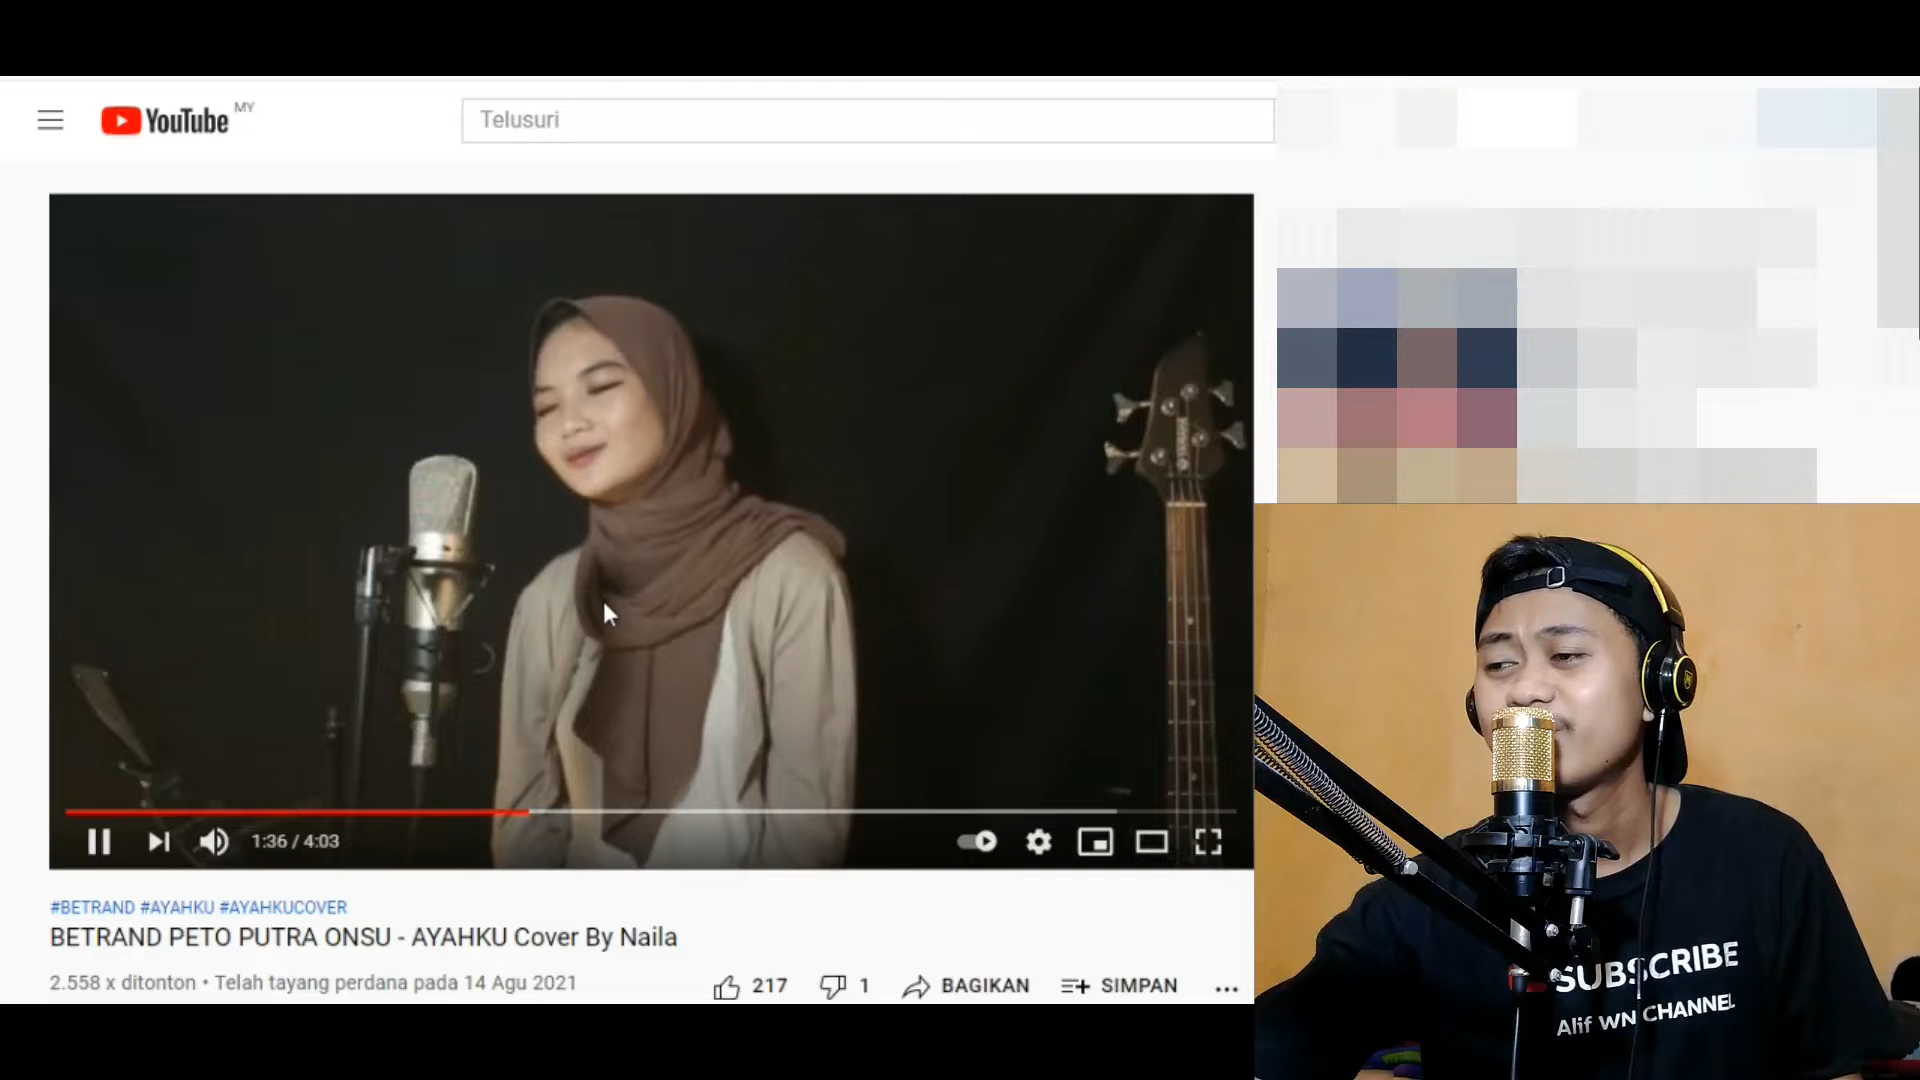 YouTube MY
Telusuri
YAMAHA
1:36 / 4:03
#BETRAND #AYAHKU #AYAHKUCOVER
BETRAND PETO PUTRA ONSU - AYAHKU Cover By Naila
2.558 x ditonton • Telah tayang perdana pada 14 Agu 2021
217
1
BAGIKAN
SIMPAN
SUBSCRIBE
Alif WN CHANNEL